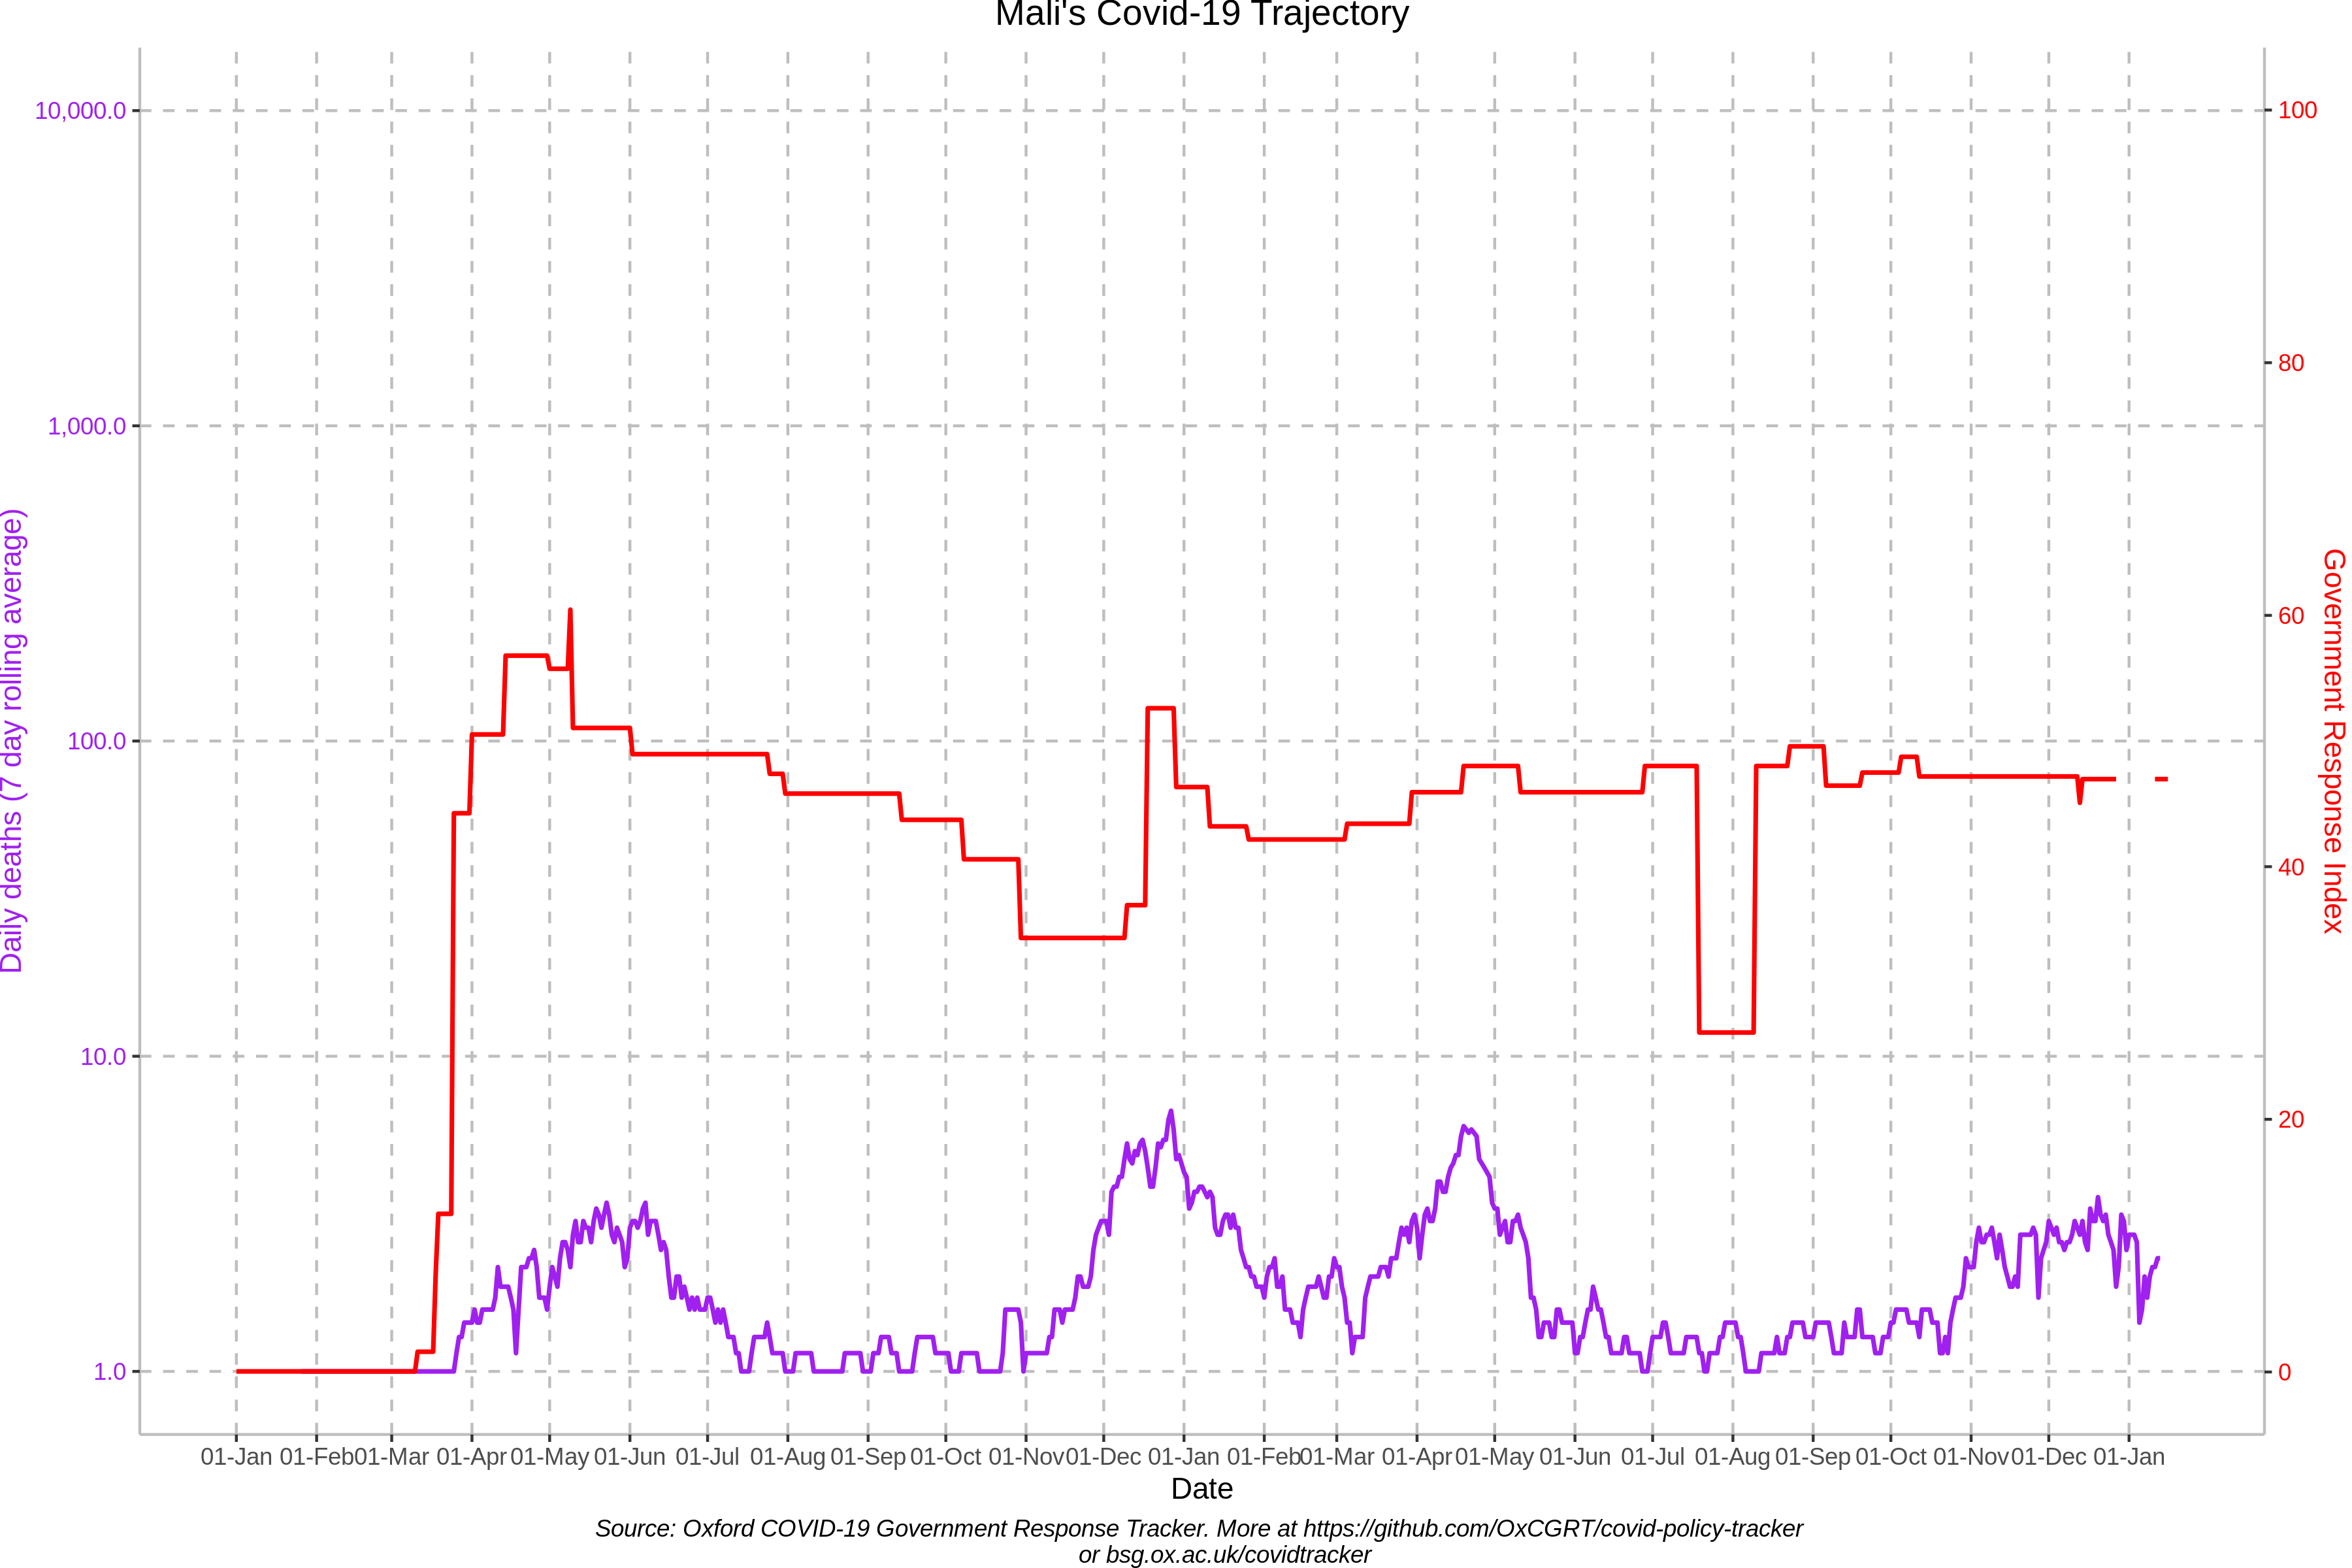 Mali's Covid-19 Trajectory
10,000.0
1,000.0
100.0
10.0
1.0
Daily deaths (7 day rolling average)
100
80
60
40
20
0
Government Response Index
01-Jan 01-Feb 01-Mar 01-Apr 01-May 01-Jun 01-Jul 01-Aug 01-Sep 01-Oct 01-Nov 01-Dec 01-Jan 01-Feb 01-Mar 01-Apr 01-May 01-Jun 01-Jul 01-Aug 01-Sep 01-Oct 01-Nov 01-Dec 01-Jan
Date
Source: Oxford COVID-19 Government Response Tracker. More at https://github.com/OxCGRT/covid-policy-tracker
or bsg.ox.ac.uk/covidtracker